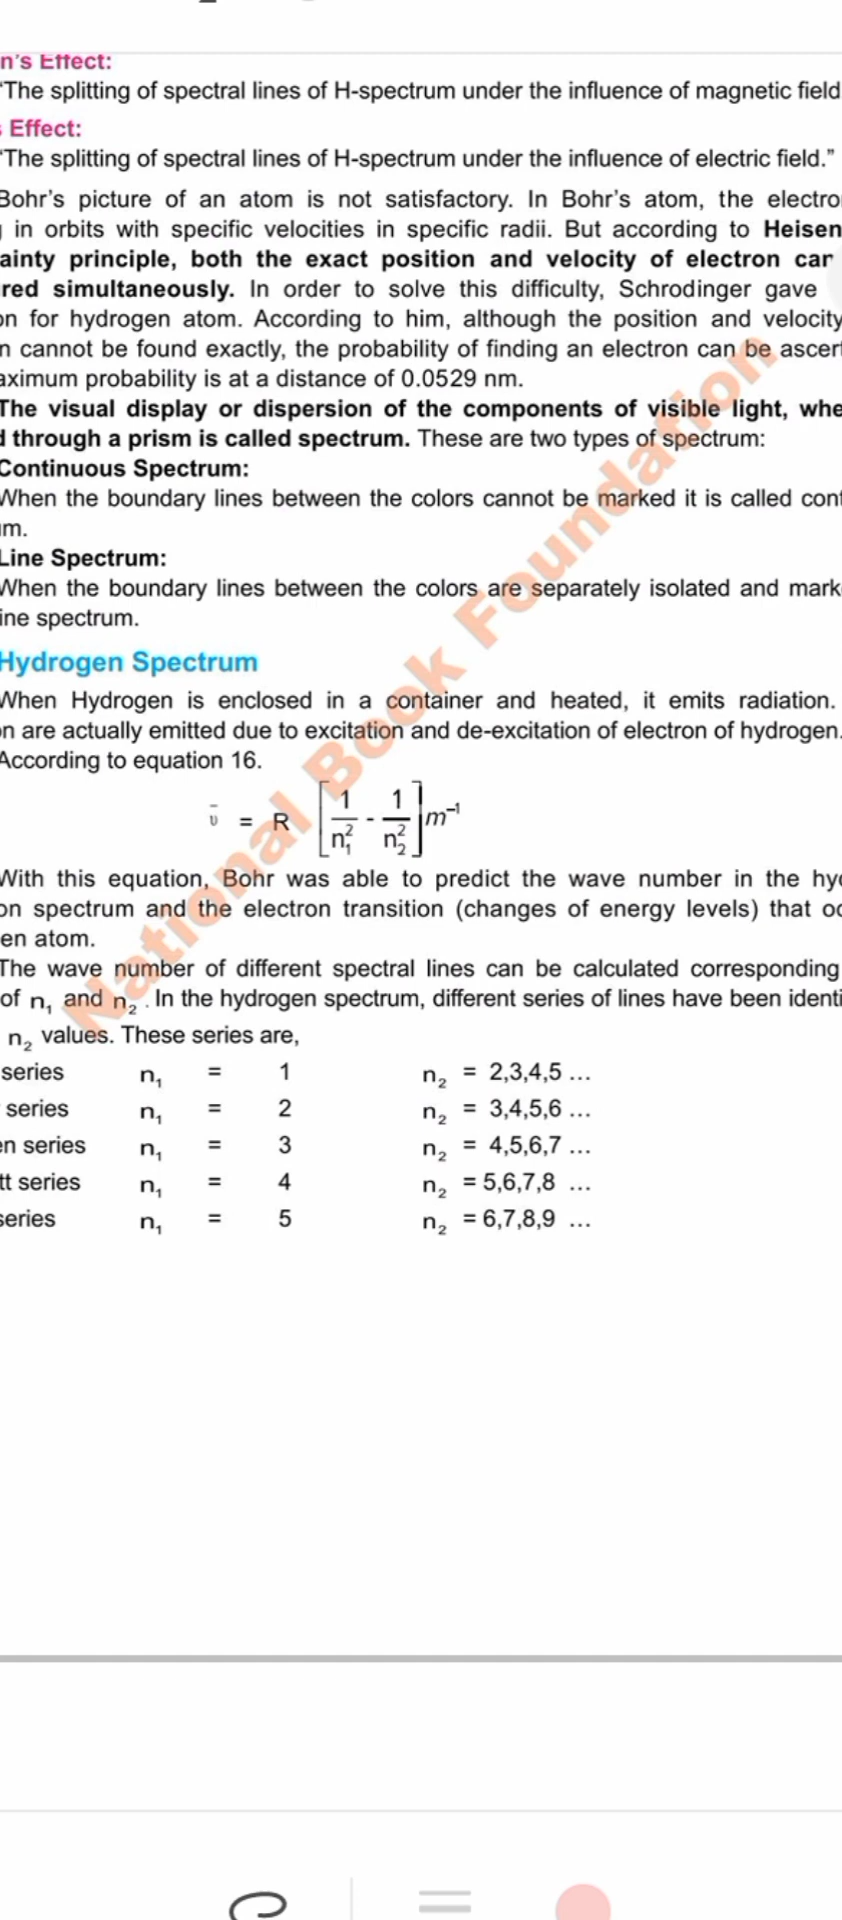 n's Effect:
“The splitting of spectral lines of H-spectrum under the influence of magnetic field
s Effect:
“The splitting of spectral lines of H-spectrum under the influence of electric field.”
Bohr's picture of an atom is not satisfactory. In Bohr's atom, the electro
g in orbits with specific velocities in specific radii. But according to Heisen
ainty principle, both the exact position and velocity of electron can
red simultaneously. In order to solve this difficulty, Schrodinger gave
on for hydrogen atom. According to him, although the position and velocity
n cannot be found exactly, the probability of finding an electron can be ascert
aximum probability is at a distance of 0.0529 nm.
The visual display or dispersion of the components of visible light, whe
d through a prism is called spectrum. These are two types of spectrum:
Continuous Spectrum:
When the boundary lines between the colors cannot be marked it is called cont
um.
Line Spectrum:
When the boundary lines between the colors are separately isolated and mark
ine spectrum.
Hydrogen Spectrum
When Hydrogen is enclosed in a container and heated, it emits radiation.
on are actually emitted due to excitation and de-excitation of electron of hydrogen.
According to equation 16.
ῡ = R [1/n₁² - 1/n₂²] m⁻¹
With this equation, Bohr was able to predict the wave number in the hyd
on spectrum and the electron transition (changes of energy levels) that oc
en atom.
The wave number of different spectral lines can be calculated corresponding
of n₁ and n₂ . In the hydrogen spectrum, different series of lines have been identi
n₂ values. These series are,
series n₁ = 1 n₂ = 2,3,4,5 ...
series n₁ = 2 n₂ = 3,4,5,6 ...
en series n₁ = 3 n₂ = 4,5,6,7 ...
tt series n₁ = 4 n₂ = 5,6,7,8 ...
series n₁ = 5 n₂ = 6,7,8,9 ...
National Book Foundation